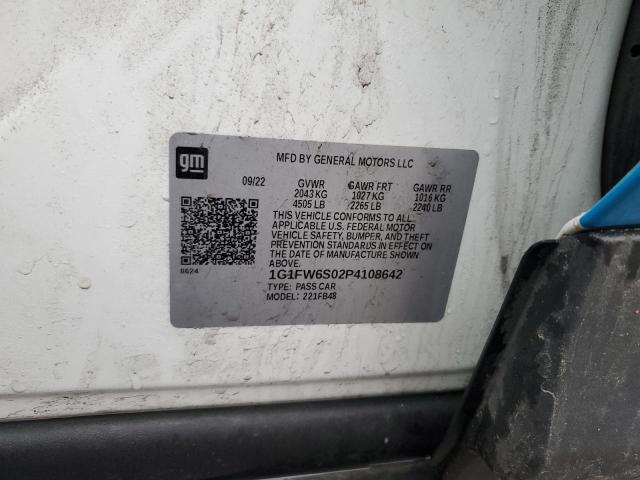 gm
MFD BY GENERAL MOTORS LLC
09/22 GVWR GAWR FRT GAWR RR
2043 KG 1027 KG 1016 KG
4505 LB 2265 LB 2240 LB
THIS VEHICLE CONFORMS TO ALL
APPLICABLE U.S. FEDERAL MOTOR
VEHICLE SAFETY, BUMPER, AND THEFT
PREVENTION STANDARDS IN EFFECT ON
THE DATE OF MANUFACTURE SHOWN
ABOVE.
8624
1G1FW6S02P4108642
TYPE: PASS CAR
MODEL: 221FB48